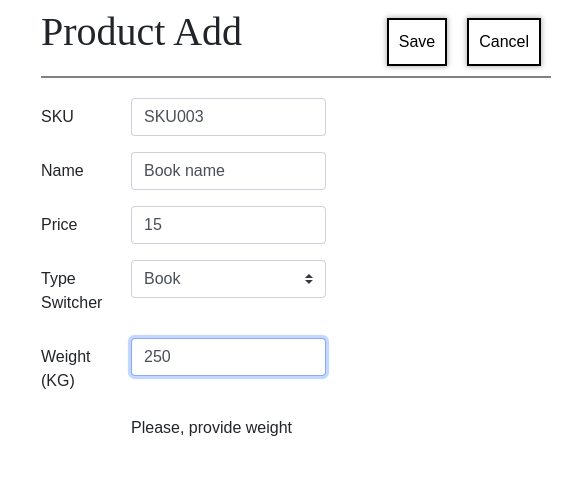 Product Add
Save
Cancel
SKU
SKU003
Name
Book name
Price
15
Type
Switcher
Book
Weight
(KG)
250
Please, provide weight